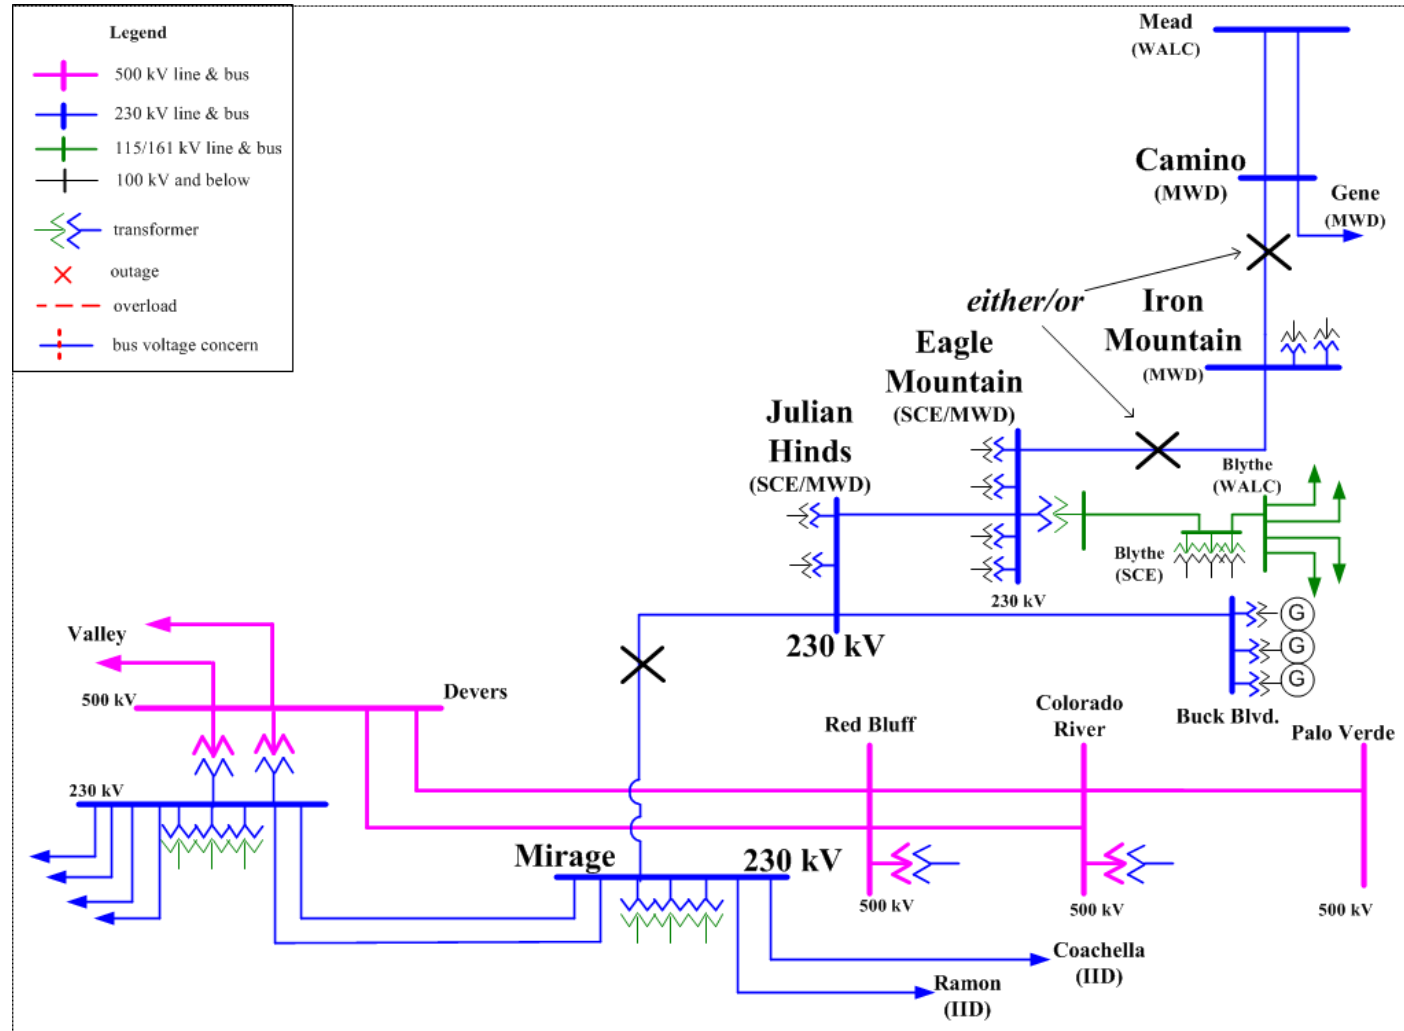 Legend
500 kV line & bus
230 kV line & bus
115/161 kV line & bus
100 kV and below
transformer
outage
overload
bus voltage concern
Mead
(WALC)
Camino
(MWD)
Gene
(MWD)
either/or
Iron
Mountain
(MWD)
Eagle
Mountain
(SCE/MWD)
Julian
Hinds
(SCE/MWD)
Blythe
(WALC)
Blythe
(SCE)
230 kV
G
G
G
230 kV
Buck Blvd.
Valley
500 kV
Devers
Red Bluff
Colorado
River
Palo Verde
230 kV
Mirage
230 kV
500 kV
500 kV
500 kV
Coachella
(IID)
Ramon
(IID)